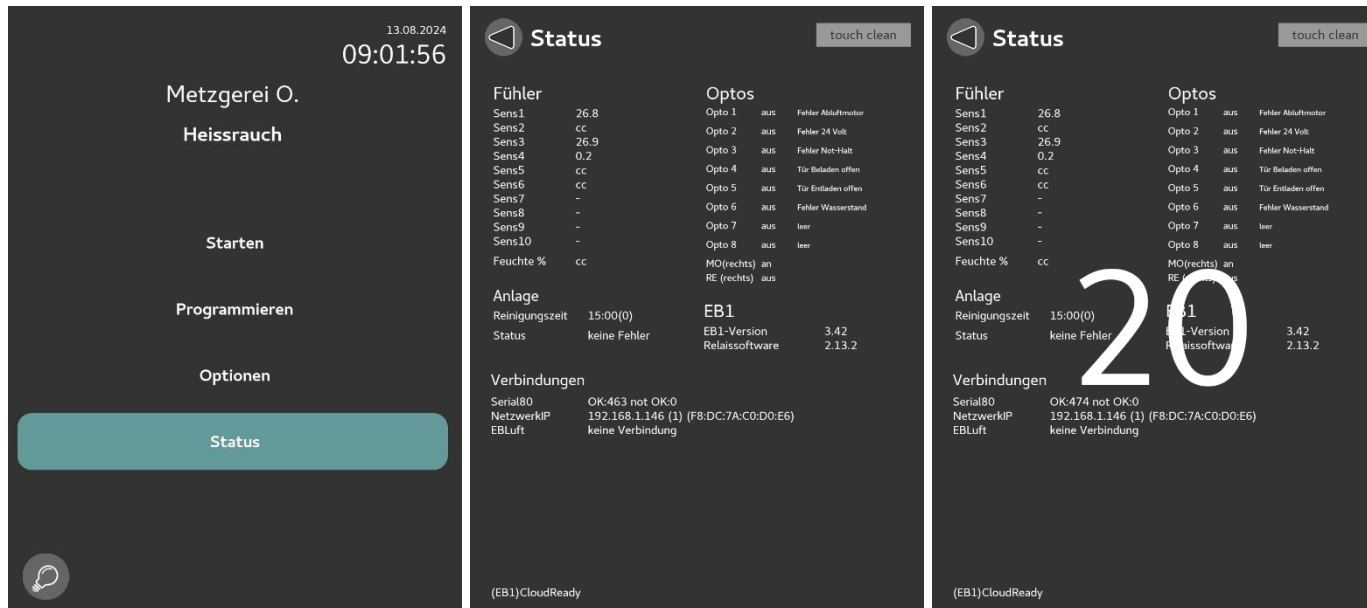 13.08.2024
09:01:56
Metzgerei O.
Heissrauch
Starten
Programmieren
Optionen
Status
Status
touch clean
Fühler
Sens1 26.8
Sens2 cc
Sens3 26.9
Sens4 0.2
Sens5 cc
Sens6 cc
Sens7 -
Sens8 -
Sens9 -
Sens10 -
Feuchte % cc
Optos
Opto 1 aus Fehler Abluftmotor
Opto 2 aus Fehler 24 Volt
Opto 3 aus Fehler Not-Halt
Opto 4 aus Tür Beladen offen
Opto 5 aus Tür Entladen offen
Opto 6 aus Fehler Wasserstand
Opto 7 aus leer
Opto 8 aus leer
MO(rechts) an
RE (rechts) aus
Anlage
Reinigungszeit 15:00(0)
Status keine Fehler
EB1
EB1-Version 3.42
Relaissoftware 2.13.2
Verbindungen
Serial80 OK:463 not OK:0
NetzwerkIP 192.168.1.146 (1) (F8:DC:7A:C0:D0:E6)
EBLuft keine Verbindung
(EB1)CloudReady
Status
touch clean
Fühler
Sens1 26.8
Sens2 cc
Sens3 26.9
Sens4 0.2
Sens5 cc
Sens6 cc
Sens7 -
Sens8 -
Sens9 -
Sens10 -
Feuchte % cc
Optos
Opto 1 aus Fehler Abluftmotor
Opto 2 aus Fehler 24 Volt
Opto 3 aus Fehler Not-Halt
Opto 4 aus Tür Beladen offen
Opto 5 aus Tür Entladen offen
Opto 6 aus Fehler Wasserstand
Opto 7 aus leer
Opto 8 aus leer
MO(rechts) an
RE (rechts) aus
20
Anlage
Reinigungszeit 15:00(0)
Status keine Fehler
EB1
EB1-Version 3.42
Relaissoftware 2.13.2
Verbindungen
Serial80 OK:474 not OK:0
NetzwerkIP 192.168.1.146 (1) (F8:DC:7A:C0:D0:E6)
EBLuft keine Verbindung
(EB1)CloudReady